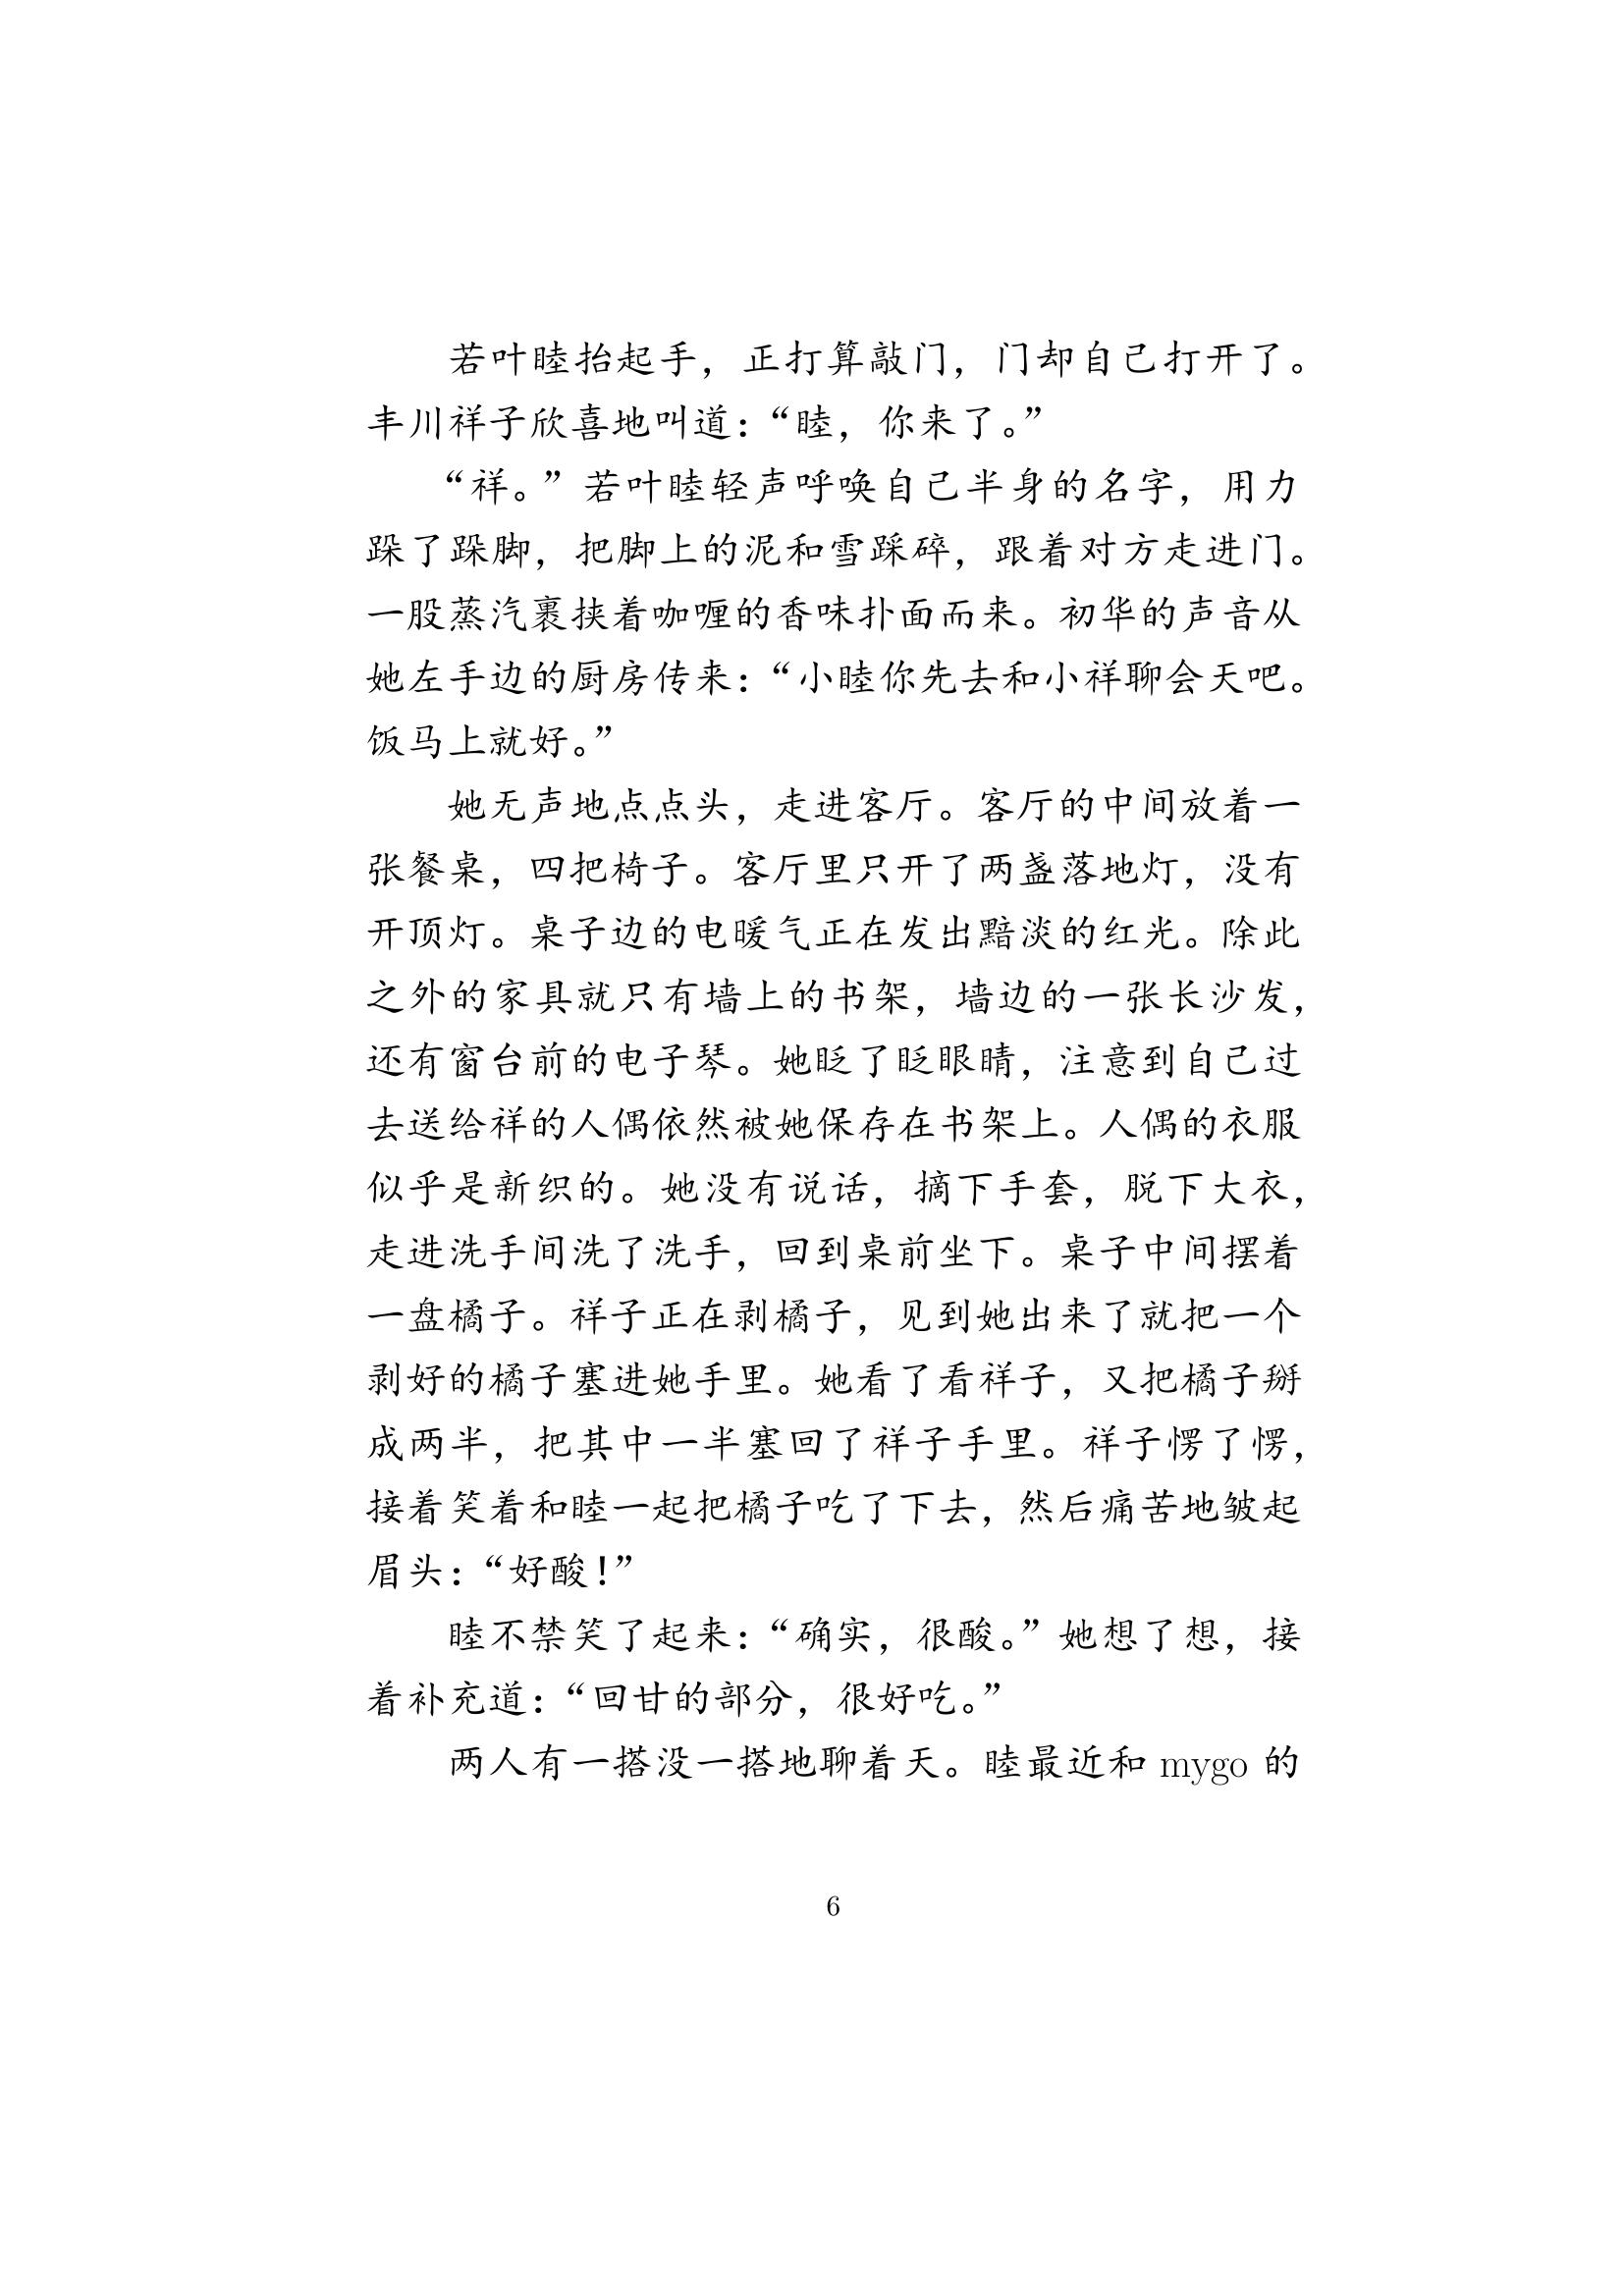 若叶睦抬起手，正打算敲门，门却自己打开了。
丰川祥子欣喜地叫道：“睦，你来了。”
“祥。”若叶睦轻声呼唤自己半身的名字，用力
跺了跺脚，把脚上的泥和雪踩碎，跟着对方走进门。
一股蒸汽裹挟着咖喱的香味扑面而来。初华的声音从
她左手边的厨房传来：“小睦你先去和小祥聊会天吧。
饭马上就好。”
她无声地点点头，走进客厅。客厅的中间放着一
张餐桌，四把椅子。客厅里只开了两盏落地灯，没有
开顶灯。桌子边的电暖气正在发出黯淡的红光。除此
之外的家具就只有墙上的书架，墙边的一张长沙发，
还有窗台前的电子琴。她眨了眨眼睛，注意到自己过
去送给祥的人偶依然被她保存在书架上。人偶的衣服
似乎是新织的。她没有说话，摘下手套，脱下大衣，
走进洗手间洗了洗手，回到桌前坐下。桌子中间摆着
一盘橘子。祥子正在剥橘子，见到她出来了就把一个
剥好的橘子塞进她手里。她看了看祥子，又把橘子掰
成两半，把其中一半塞回了祥子手里。祥子愣了愣，
接着笑着和睦一起把橘子吃了下去，然后痛苦地皱起
眉头：“好酸！”
睦不禁笑了起来：“确实，很酸。”她想了想，接
着补充道：“回甘的部分，很好吃。”
两人有一搭没一搭地聊着天。睦最近和 mygo 的
6